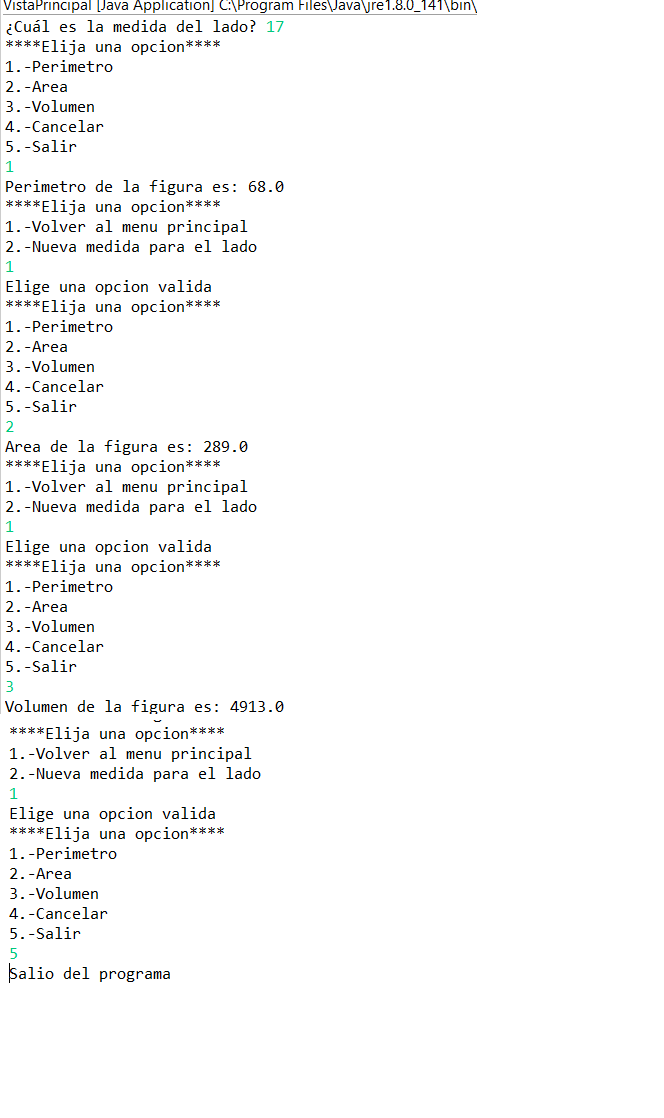 VistaPrincipal [Java Application] C:\Program Files\Java\jre1.8.0_141\bin\
¿Cuál es la medida del lado? 17
****Elija una opcion****
1.-Perimetro
2.-Area
3.-Volumen
4.-Cancelar
5.-Salir
1
Perimetro de la figura es: 68.0
****Elija una opcion****
1.-Volver al menu principal
2.-Nueva medida para el lado
1
Elige una opcion valida
****Elija una opcion****
1.-Perimetro
2.-Area
3.-Volumen
4.-Cancelar
5.-Salir
2
Area de la figura es: 289.0
****Elija una opcion****
1.-Volver al menu principal
2.-Nueva medida para el lado
1
Elige una opcion valida
****Elija una opcion****
1.-Perimetro
2.-Area
3.-Volumen
4.-Cancelar
5.-Salir
3
Volumen de la figura es: 4913.0
****Elija una opcion****
1.-Volver al menu principal
2.-Nueva medida para el lado
1
Elige una opcion valida
****Elija una opcion****
1.-Perimetro
2.-Area
3.-Volumen
4.-Cancelar
5.-Salir
5
Salio del programa